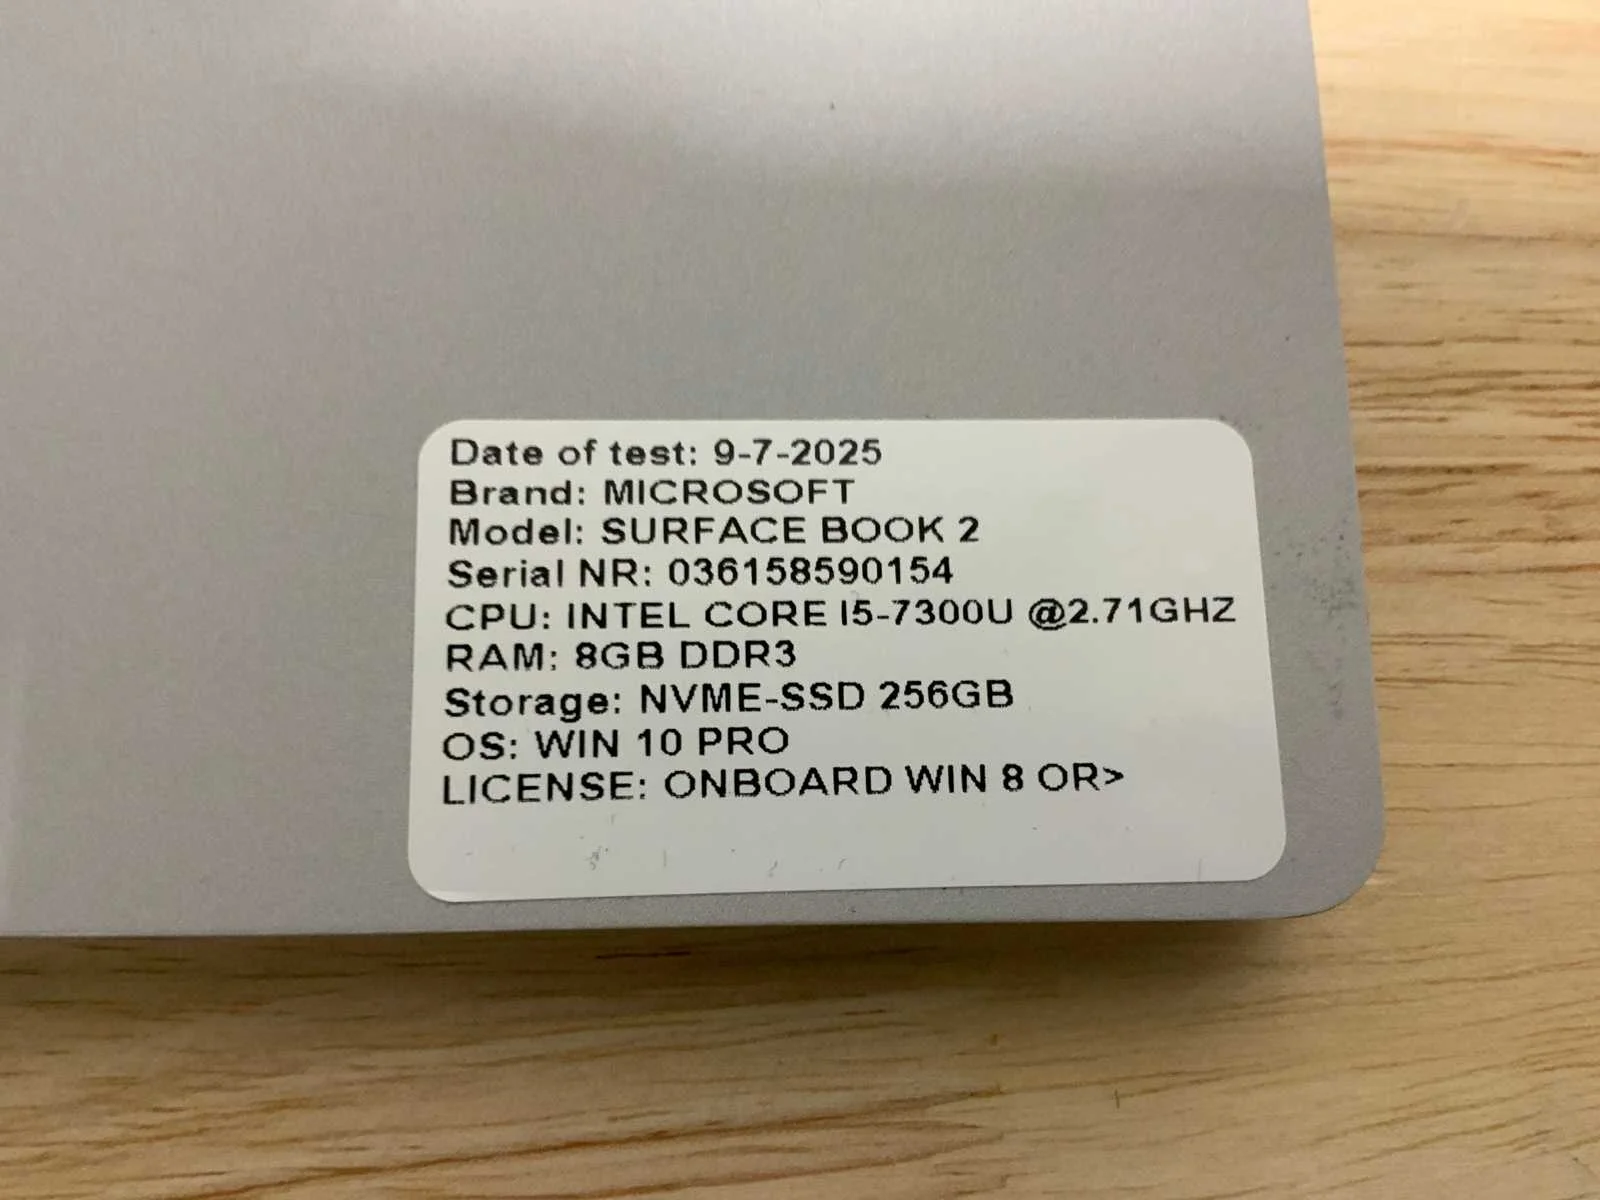 Date of test: 9-7-2025
Brand: MICROSOFT
Model: SURFACE BOOK 2
Serial NR: 036158590154
CPU: INTEL CORE I5-7300U @2.71GHZ
RAM: 8GB DDR3
Storage: NVME-SSD 256GB
OS: WIN 10 PRO
LICENSE: ONBOARD WIN 8 OR>